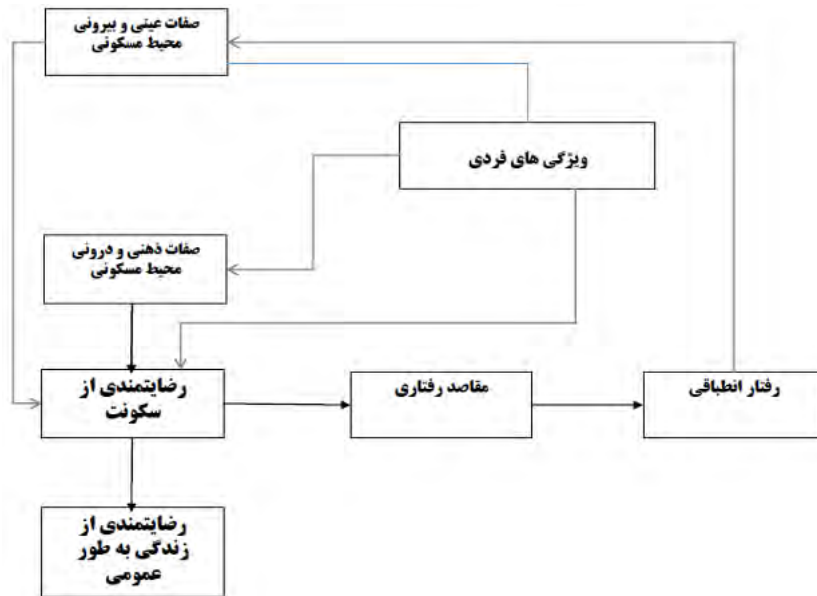 صفات عینی و بیرونی
محیط مسکونی
ویژگی های فردی
صفات ذهنی و درونی
محیط مسکونی
رضایتمندی از
سکونت
مقاصد رفتاری
رفتار انطباقی
رضایتمندی از
زندگی به طور
عمومی